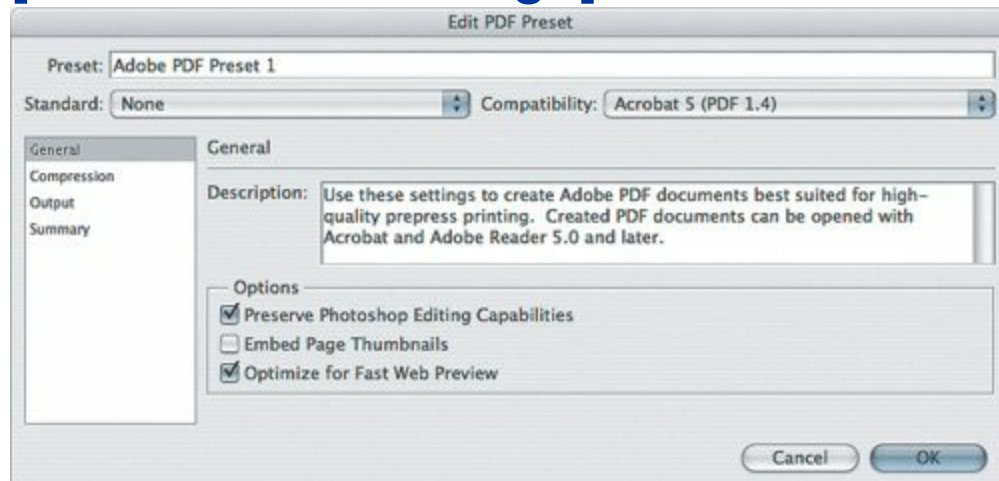 Edit PDF Preset
Preset: Adobe PDF Preset 1
Standard: None Compatibility: Acrobat 5 (PDF 1.4)
General
Compression
Output
Summary
General
Description: Use these settings to create Adobe PDF documents best suited for high-
quality prepress printing. Created PDF documents can be opened with
Acrobat and Adobe Reader 5.0 and later.
Options
Preserve Photoshop Editing Capabilities
Embed Page Thumbnails
Optimize for Fast Web Preview
Cancel OK